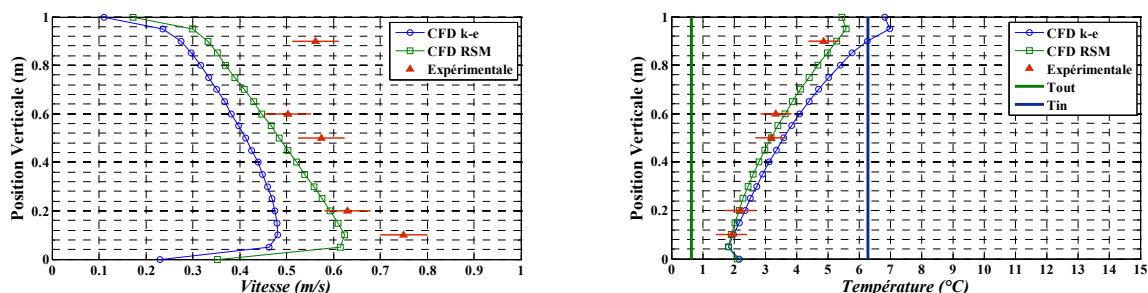 CFD k-e
CFD RSM
Expérimentale
Position Verticale (m)
1
0.8
0.6
0.4
0.2
0
0 0.1 0.2 0.3 0.4 0.5 0.6 0.7 0.8 0.9 1
Vitesse (m/s)
CFD k-e
CFD RSM
Expérimentale
Tout
Tin
Position Verticale (m)
1
0.8
0.6
0.4
0.2
0
0 1 2 3 4 5 6 7 8 9 10 11 12 13 14 15
Température (°C)